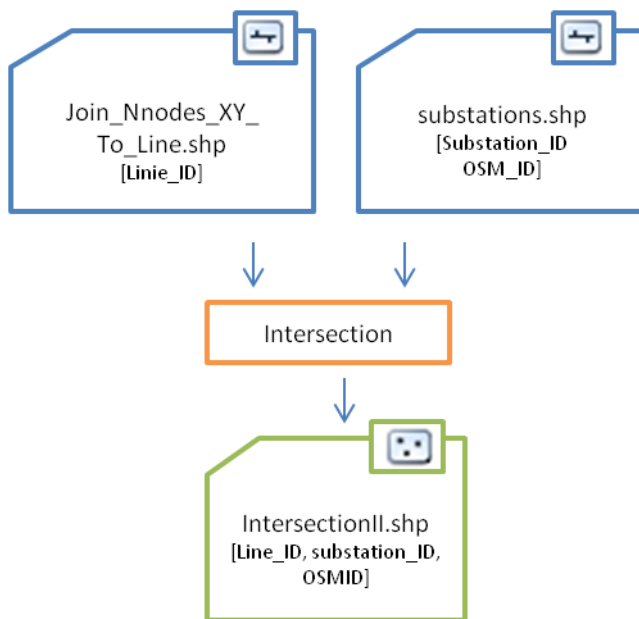 Join_Nnodes_XY_
To_Line.shp
[Linie_ID]
substations.shp
[Substation_ID
OSM_ID]
Intersection
IntersectionII.shp
[Line_ID, substation_ID,
OSMID]